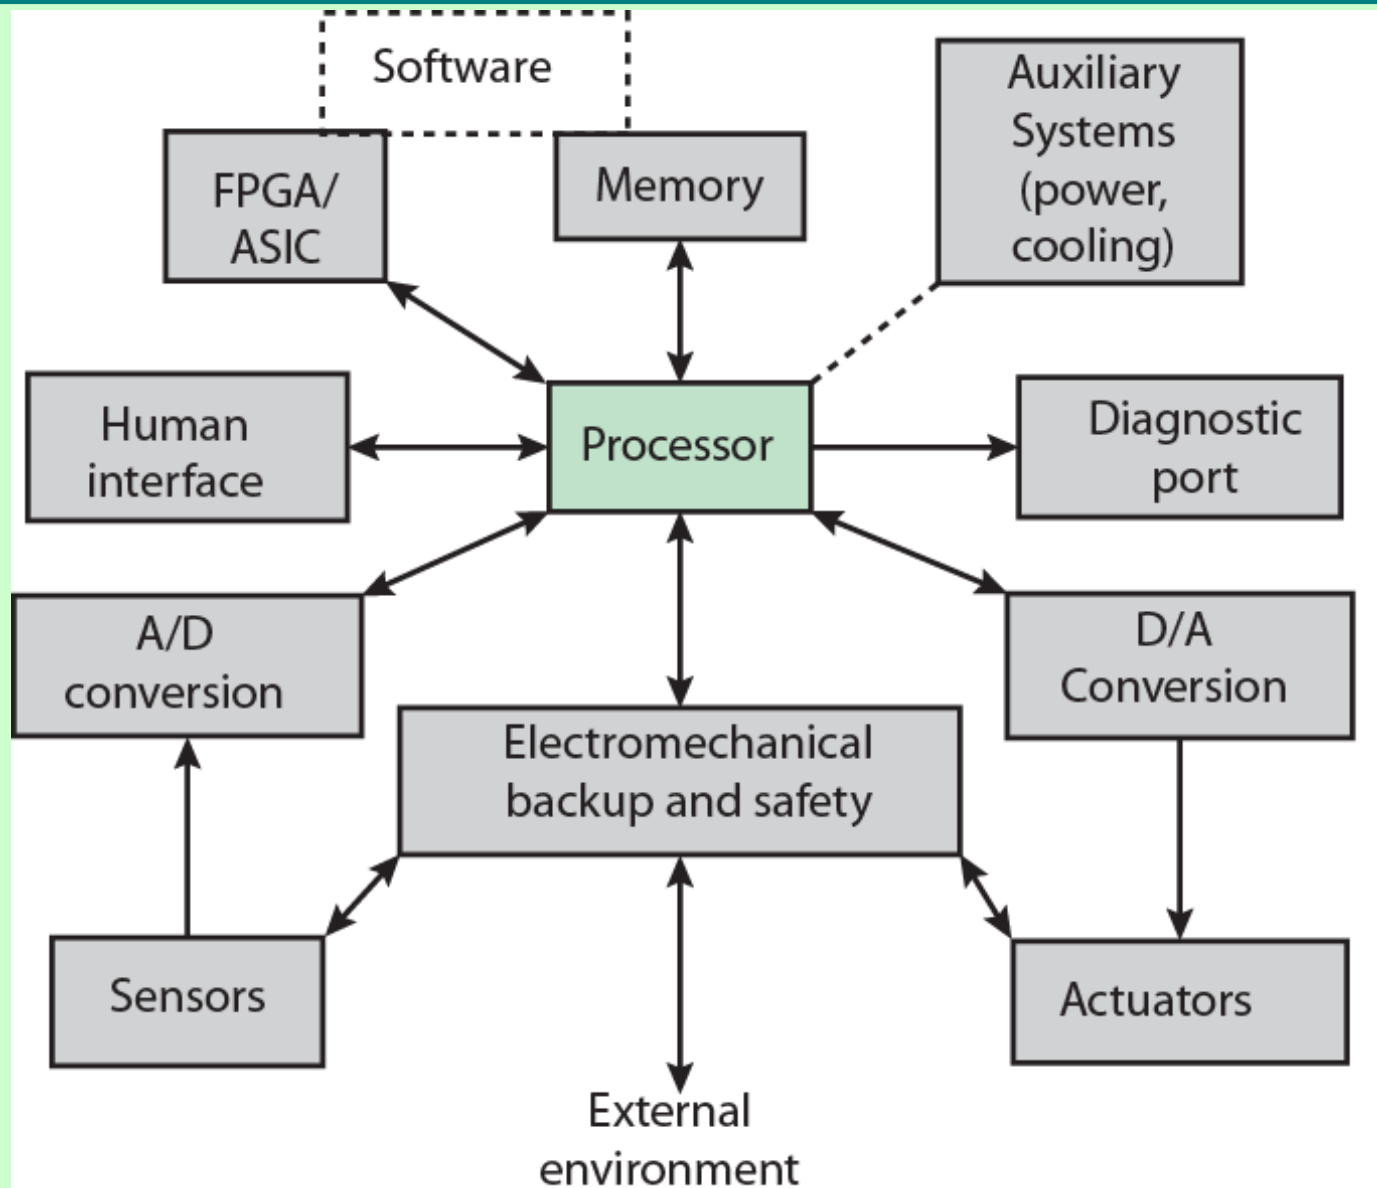 Software
Auxiliary
Systems
(power,
cooling)
FPGA/
ASIC
Memory
Human
interface
Processor
Diagnostic
port
A/D
conversion
D/A
Conversion
Electromechanical
backup and safety
Sensors
Actuators
External
environment